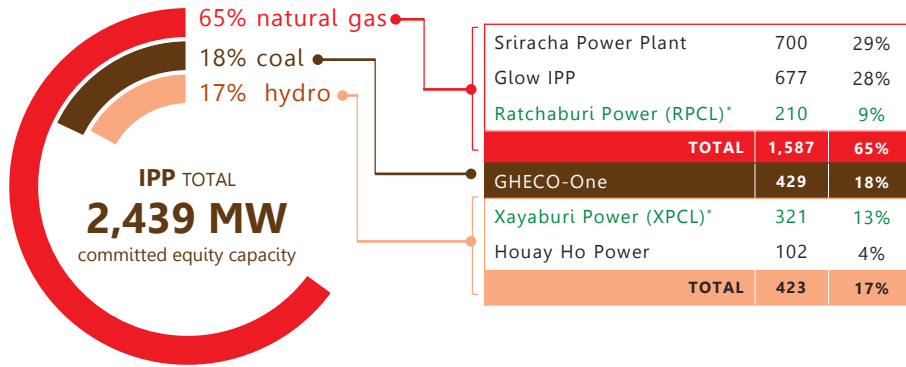 65% natural gas
18% coal
17% hydro
IPP TOTAL
2,439 MW
committed equity capacity
Sriracha Power Plant 700 29%
Glow IPP 677 28%
Ratchaburi Power (RPCL)* 210 9%
TOTAL 1,587 65%
GHECO-One 429 18%
Xayaburi Power (XPCL)* 321 13%
Houay Ho Power 102 4%
TOTAL 423 17%